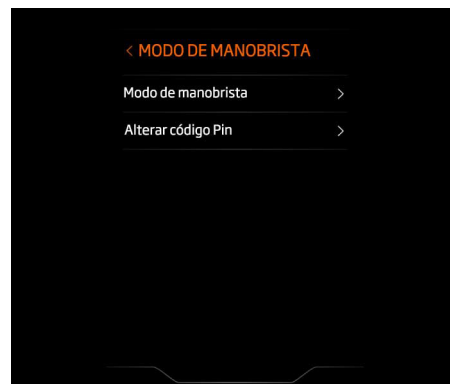 < MODO DE MANOBRISTA
Modo de manobrista >
Alterar código Pin >